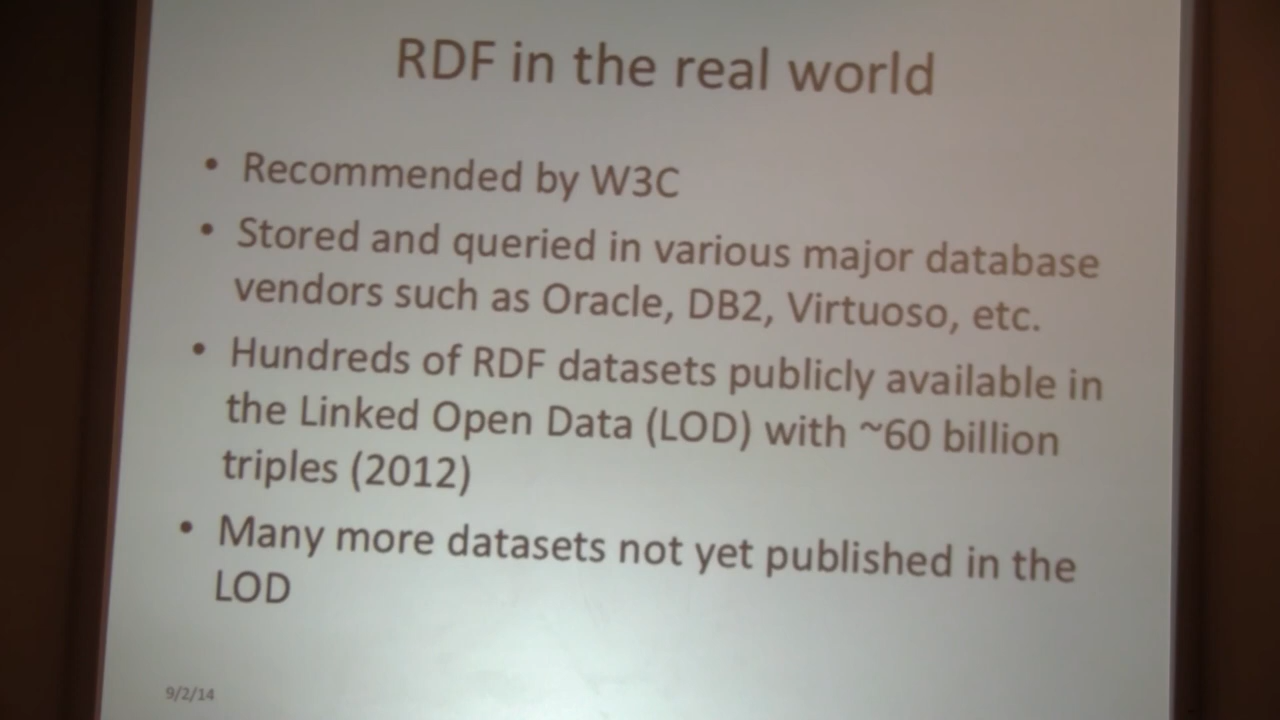 RDF in the real world
• Recommended by W3C
• Stored and queried in various major database
vendors such as Oracle, DB2, Virtuoso, etc.
• Hundreds of RDF datasets publicly available in
the Linked Open Data (LOD) with ~60 billion
triples (2012)
• Many more datasets not yet published in the
LOD
9/2/14